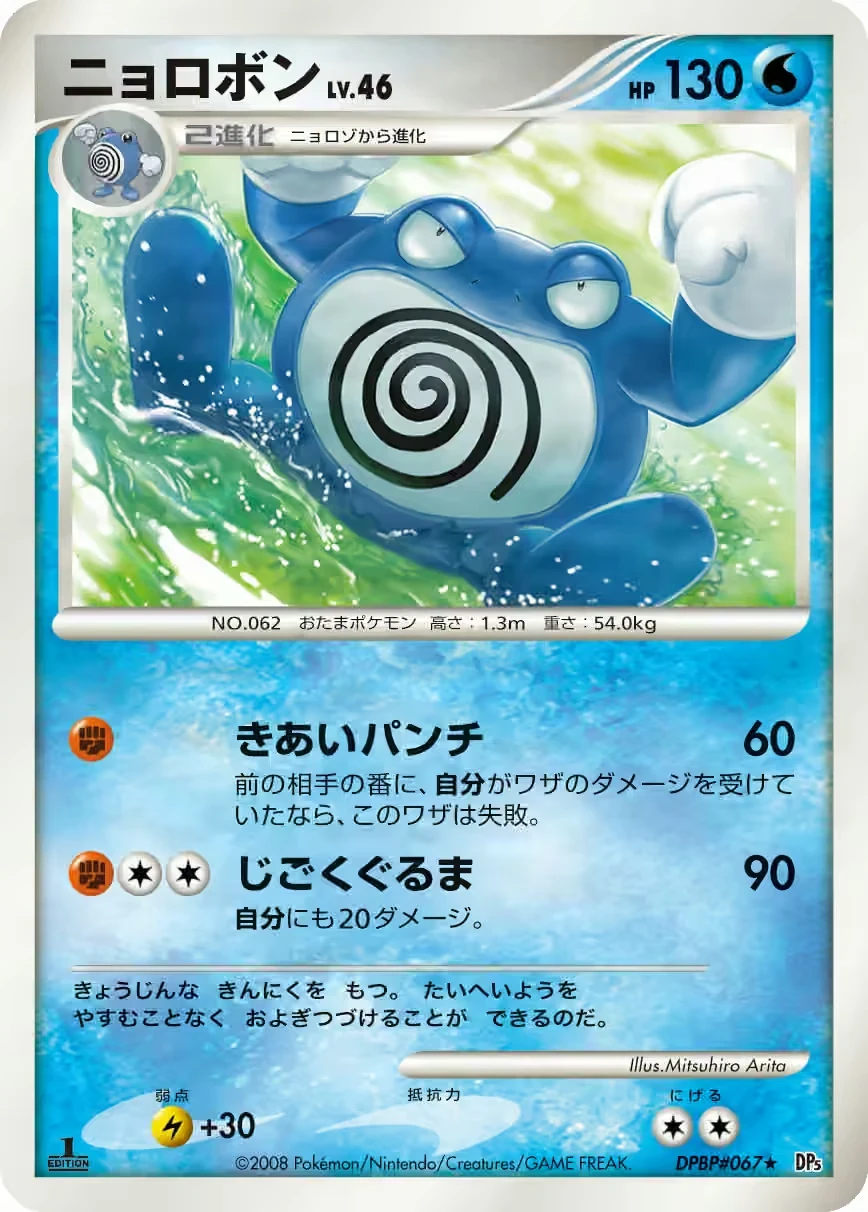 ニョロボン LV.46 HP 130
2進化 ニョロゾから進化
NO.062 おたまポケモン 高さ：1.3m 重さ：54.0kg
きあいパンチ 60
前の相手の番に、自分がワザのダメージを受けて
いたなら、このワザは失敗。
じごくぐるま 90
自分にも20ダメージ。
きょうじんな きんにくを もつ。 たいへいようを
やすむことなく およぎつづけることが できるのだ。
Illus.Mitsuhiro Arita
弱点 抵抗力 にげる
+30
1 EDITION
©2008 Pokémon/Nintendo/Creatures/GAME FREAK. DPBP#067★ DP5